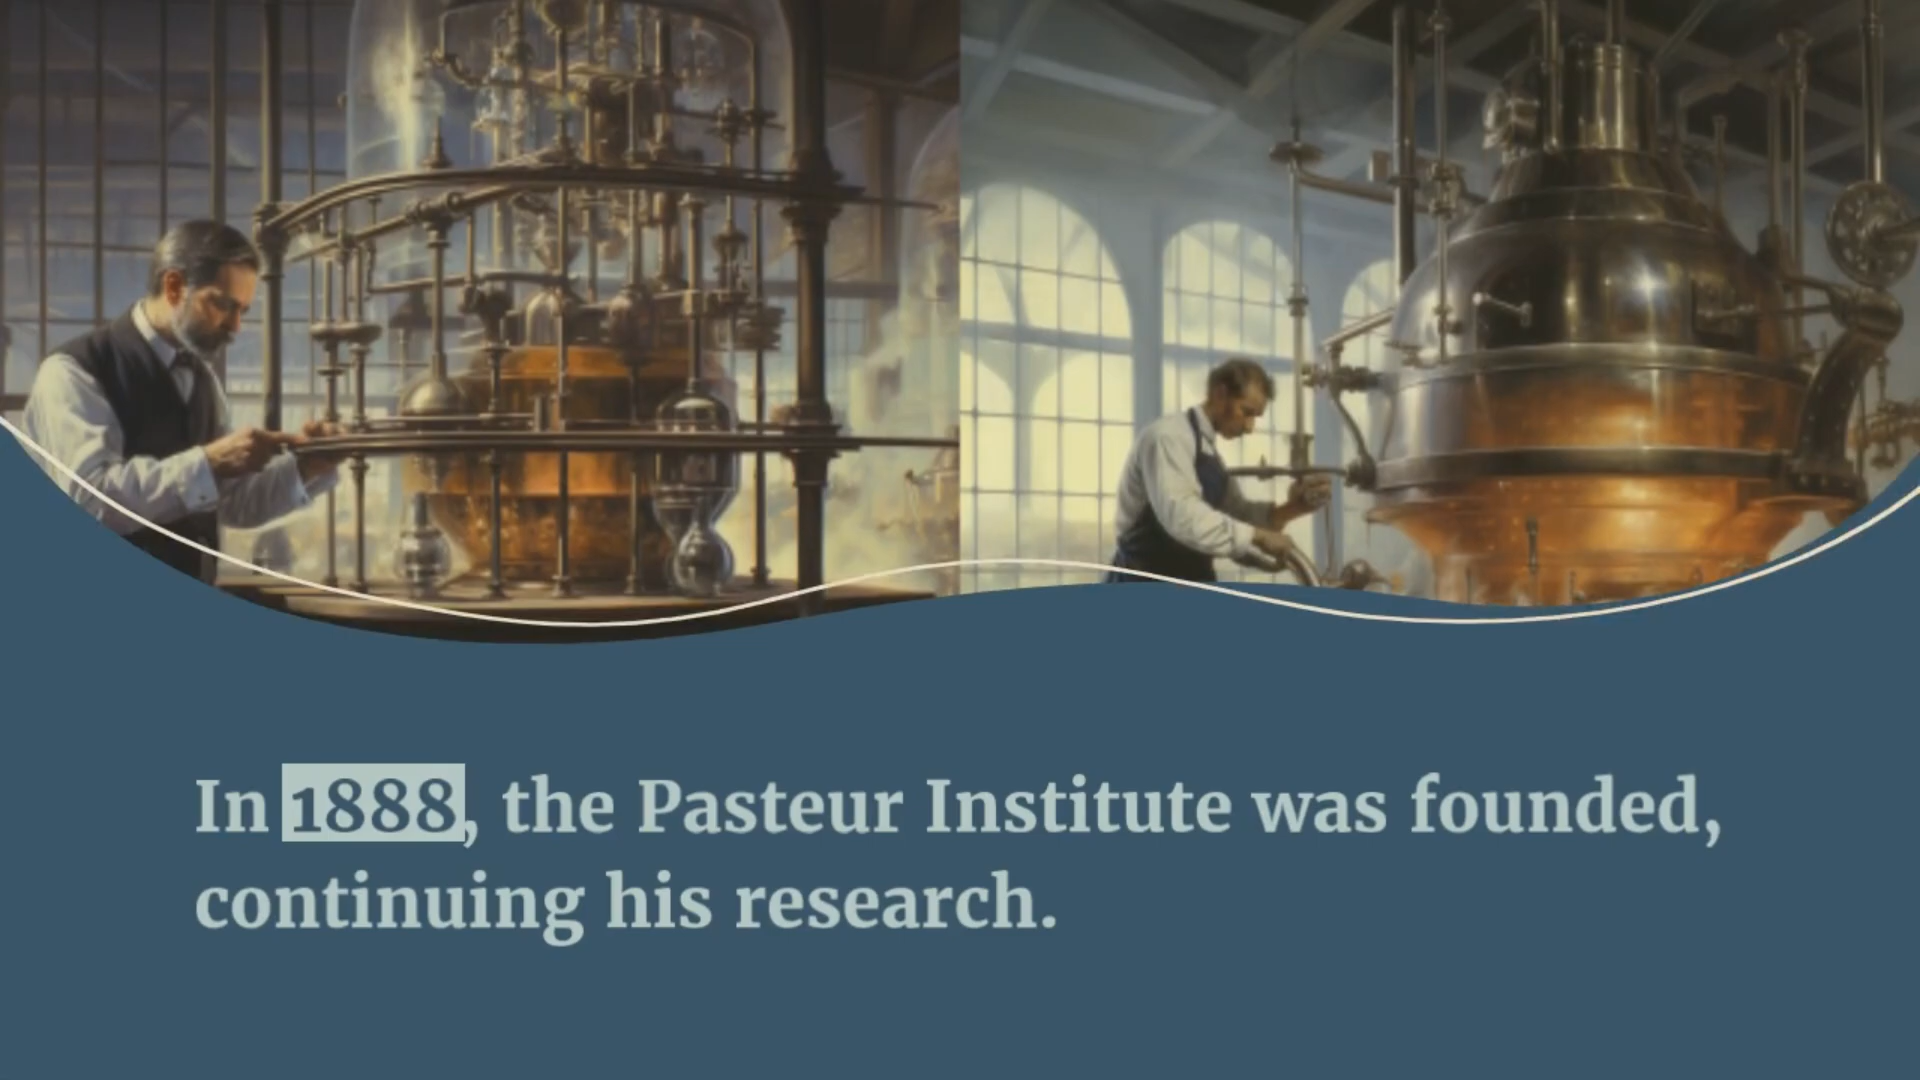 In 1888, the Pasteur Institute was founded,
continuing his research.